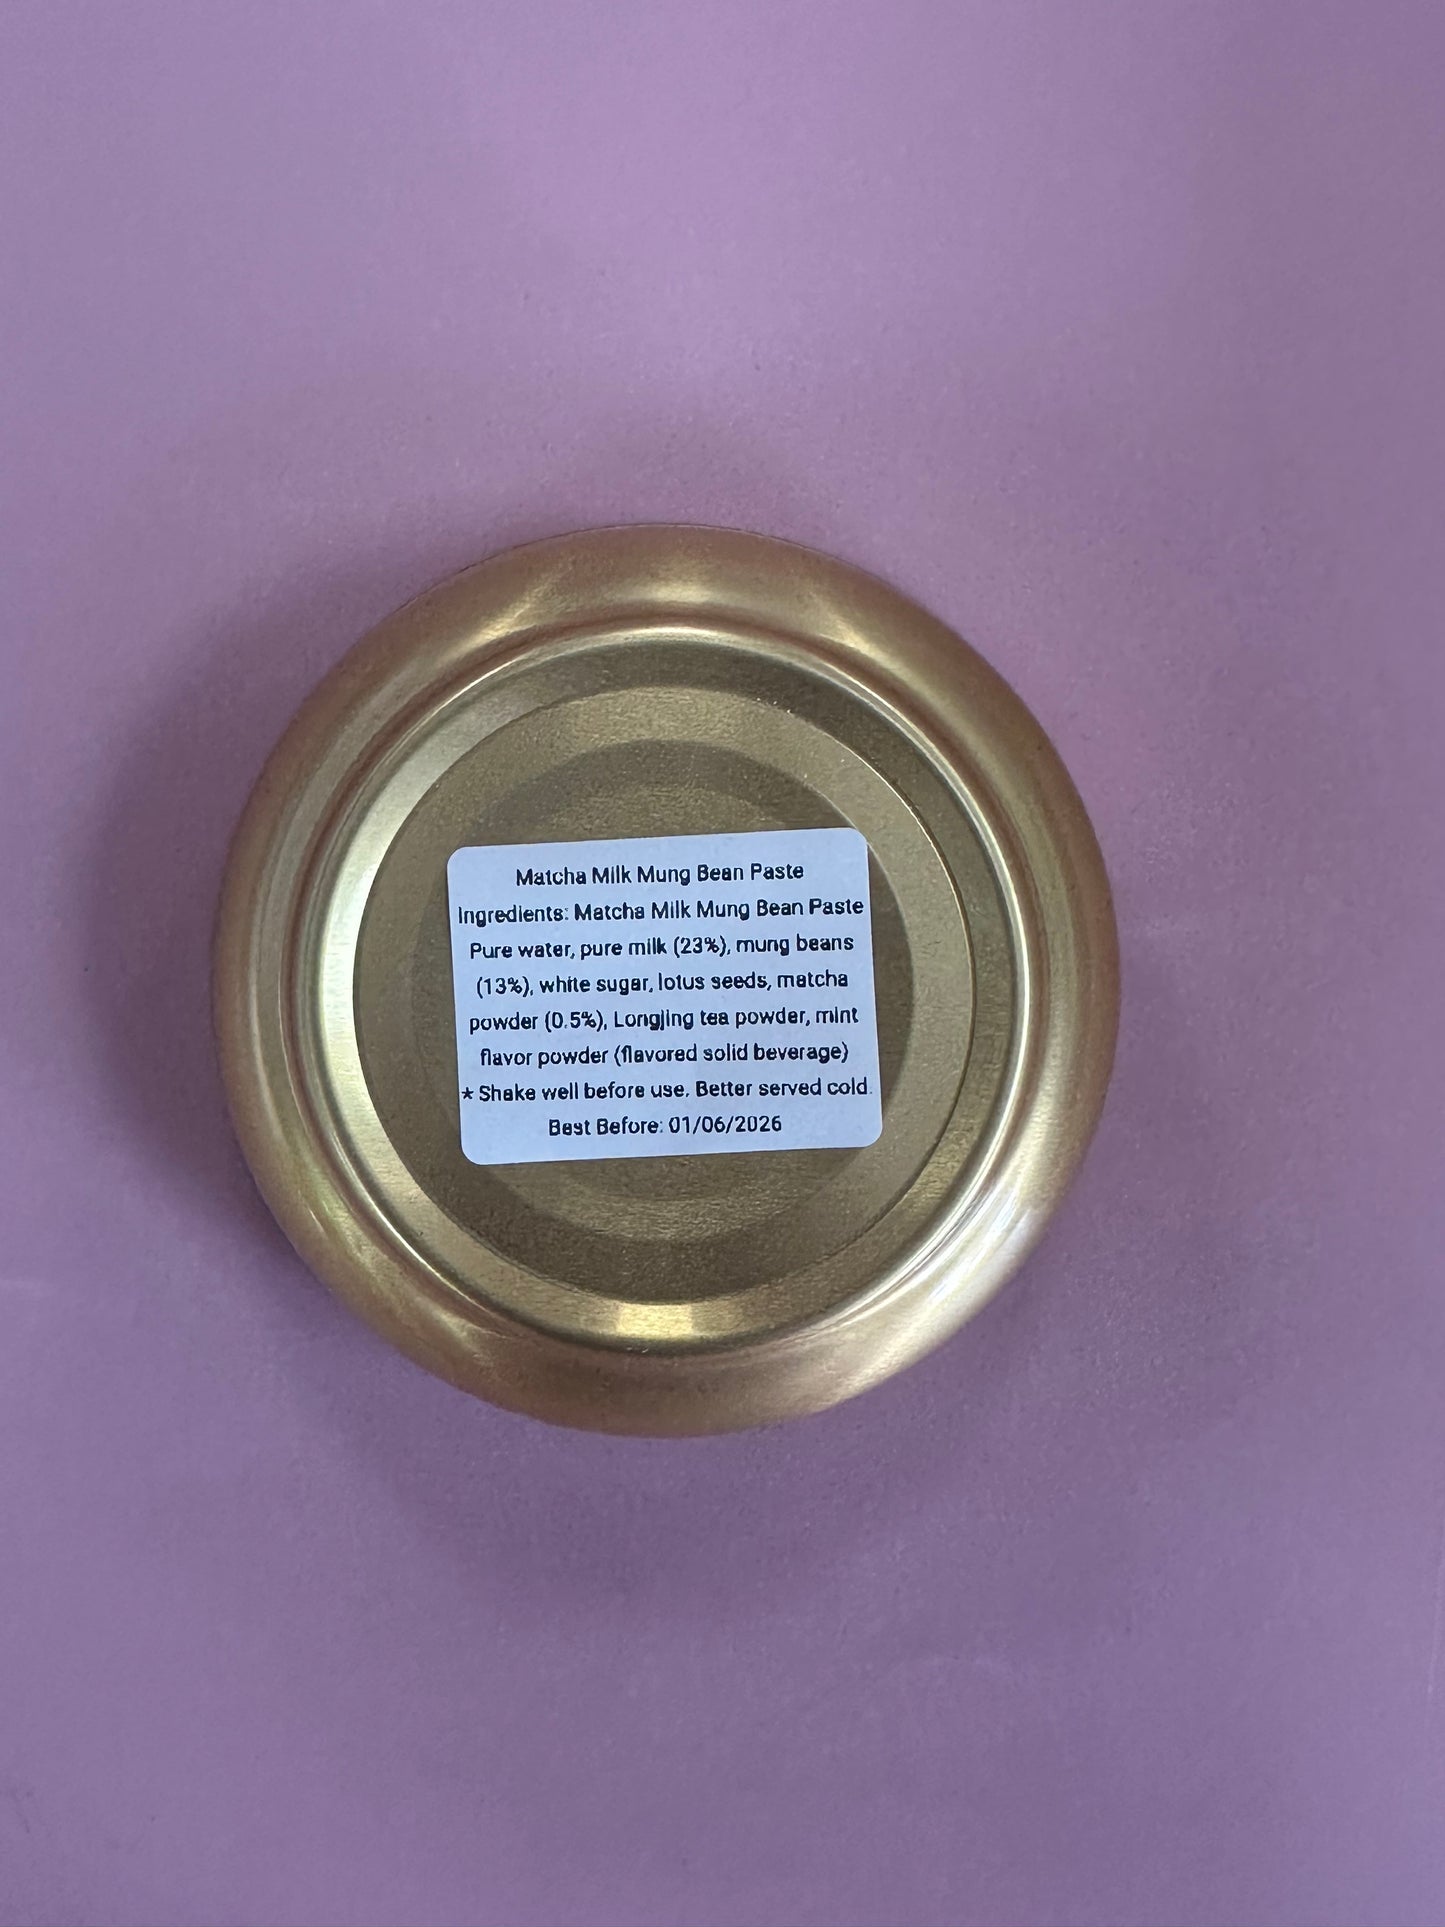 Matcha Milk Mung Bean Paste
Ingredients: Matcha Milk Mung Bean Paste
Pure water, pure milk (23%), mung beans
(13%), white sugar, lotus seeds, matcha
powder (0.5%), Longjing tea powder, mint
flavor powder (flavored solid beverage)
* Shake well before use. Better served cold.
Best Before: 01/06/2026